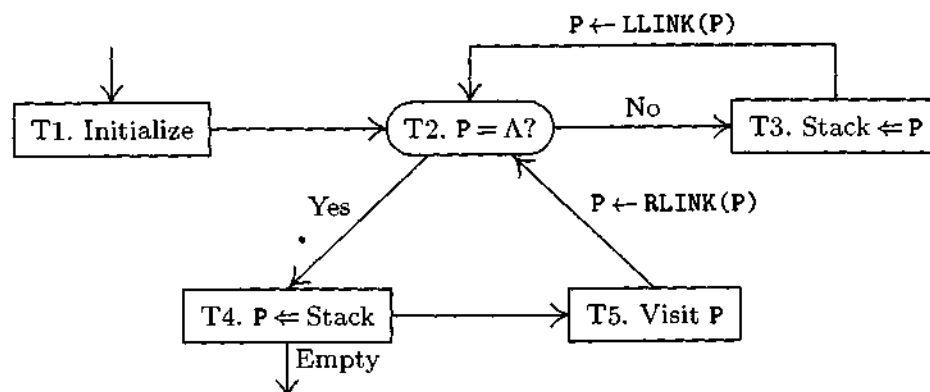 P ← LLINK(P)
T1. Initialize
T2. P = Λ?
No
T3. Stack ⇐ P
Yes
P ← RLINK(P)
T4. P ⇐ Stack
T5. Visit P
Empty